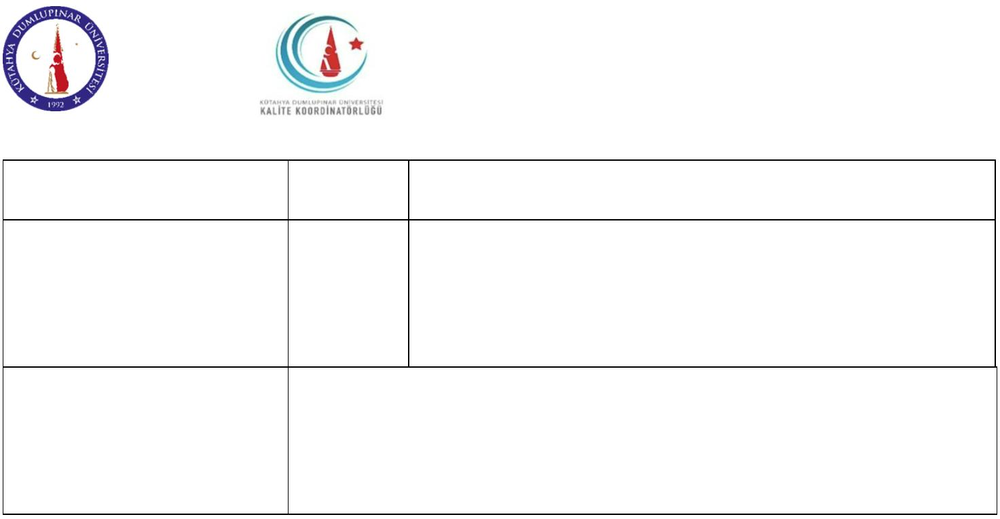 KÜTAHYA DUMLUPINAR ÜNİVERSİTESİ
1992
KÜTAHYA DUMLUPINAR ÜNİVERSİTESİ
KALİTE KOORDİNATÖRLÜĞÜ